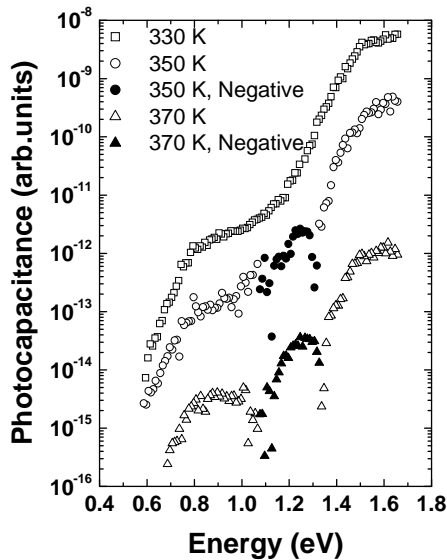 10⁻⁸
330 K
350 K
10⁻⁹
350 K, Negative
370 K
10⁻¹⁰
370 K, Negative
10⁻¹¹
10⁻¹²
10⁻¹³
10⁻¹⁴
10⁻¹⁵
10⁻¹⁶
Photocapacitance (arb.units)
0.4 0.6 0.8 1.0 1.2 1.4 1.6 1.8
Energy (eV)